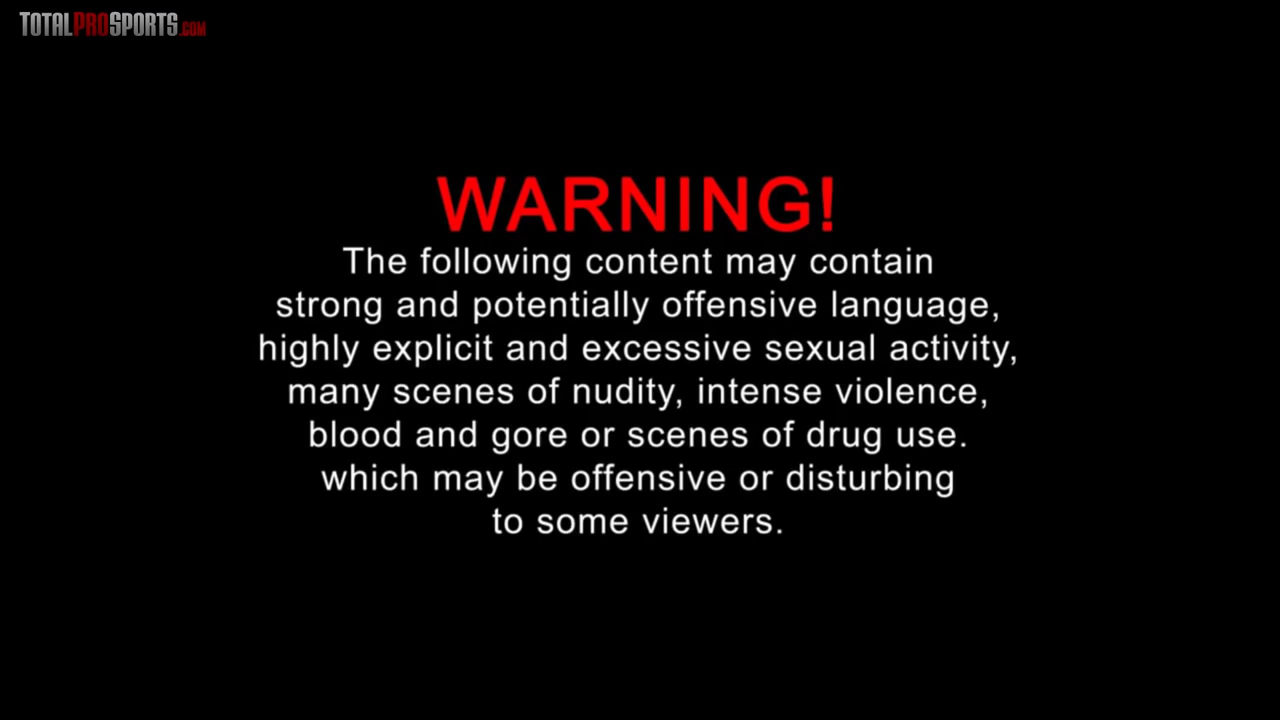 TOTALPROSPORTS.COM
WARNING!
The following content may contain
strong and potentially offensive language,
highly explicit and excessive sexual activity,
many scenes of nudity, intense violence,
blood and gore or scenes of drug use.
which may be offensive or disturbing
to some viewers.